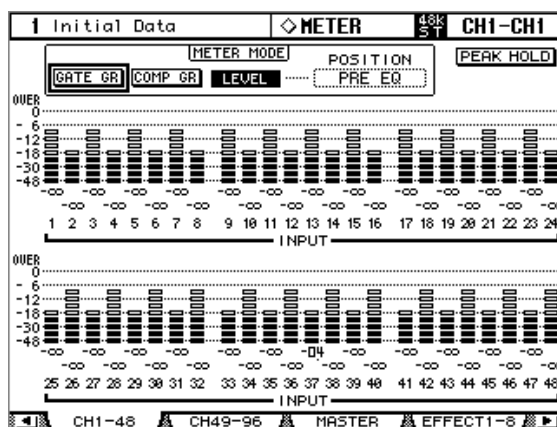 1 Initial Data ◇METER 48K ST CH1-CH1
METER MODE
POSITION
PEAK HOLD
GATE GR COMP GR LEVEL PRE EQ
OVER
0
- 6
-12
-18
-30
-48
-∞ -∞ -∞ -∞ -∞ -∞ -∞ -∞ -∞ -∞ -∞ -∞
-∞ -∞ -∞ -∞ -∞ -∞ -∞ -∞ -∞ -∞ -∞ -∞
1 2 3 4 5 6 7 8 9 10 11 12 13 14 15 16 17 18 19 20 21 22 23 24
INPUT
OVER
0
- 6
-12
-18
-30
-48
-∞ -∞ -∞ -∞ -∞ -∞ -04 -∞ -∞ -∞ -∞ -∞
-∞ -∞ -∞ -∞ -∞ -∞ -∞ -∞ -∞ -∞ -∞ -∞
25 26 27 28 29 30 31 32 33 34 35 36 37 38 39 40 41 42 43 44 45 46 47 48
INPUT
CH1-48 CH49-96 MASTER EFFECT1-8